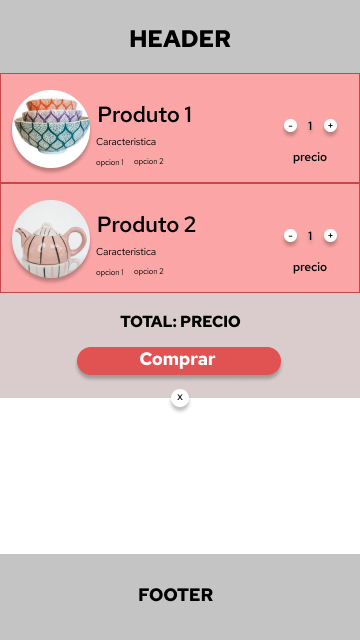 HEADER
Produto 1
Caracteristica
opcion 1 opcion 2
- 1 +
precio
Produto 2
Caracteristica
opcion 1 opcion 2
- 1 +
precio
TOTAL: PRECIO
Comprar
X
FOOTER